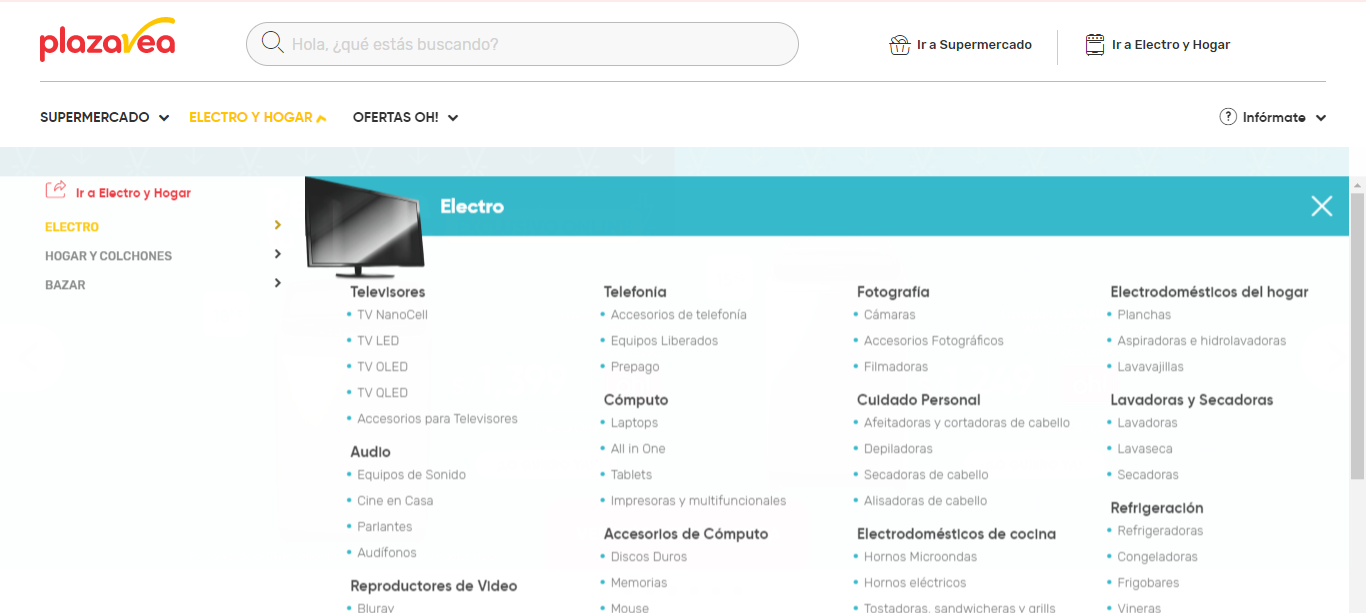 plazavea
Hola, ¿qué estás buscando?
Ir a Supermercado
Ir a Electro y Hogar
SUPERMERCADO
ELECTRO Y HOGAR
OFERTAS OH!
? Infórmate
Ir a Electro y Hogar
ELECTRO
HOGAR Y COLCHONES
BAZAR
Electro
Televisores
TV NanoCell
TV LED
TV OLED
TV QLED
Accesorios para Televisores
Audio
Equipos de Sonido
Cine en Casa
Parlantes
Audífonos
Reproductores de Video
Bluray
Telefonía
Accesorios de telefonía
Equipos Liberados
Prepago
Cómputo
Laptops
All in One
Tablets
Impresoras y multifuncionales
Accesorios de Cómputo
Discos Duros
Memorias
Mouse
Fotografía
Cámaras
Accesorios Fotográficos
Filmadoras
Cuidado Personal
Afeitadoras y cortadoras de cabello
Depiladoras
Secadoras de cabello
Alisadoras de cabello
Electrodomésticos de cocina
Hornos Microondas
Hornos eléctricos
Tostadoras, sandwicheras y grills
Electrodomésticos del hogar
Planchas
Aspiradoras e hidrolavadoras
Lavavajillas
Lavadoras y Secadoras
Lavadoras
Lavaseca
Secadoras
Refrigeración
Refrigeradoras
Congeladoras
Frigobares
Vineras